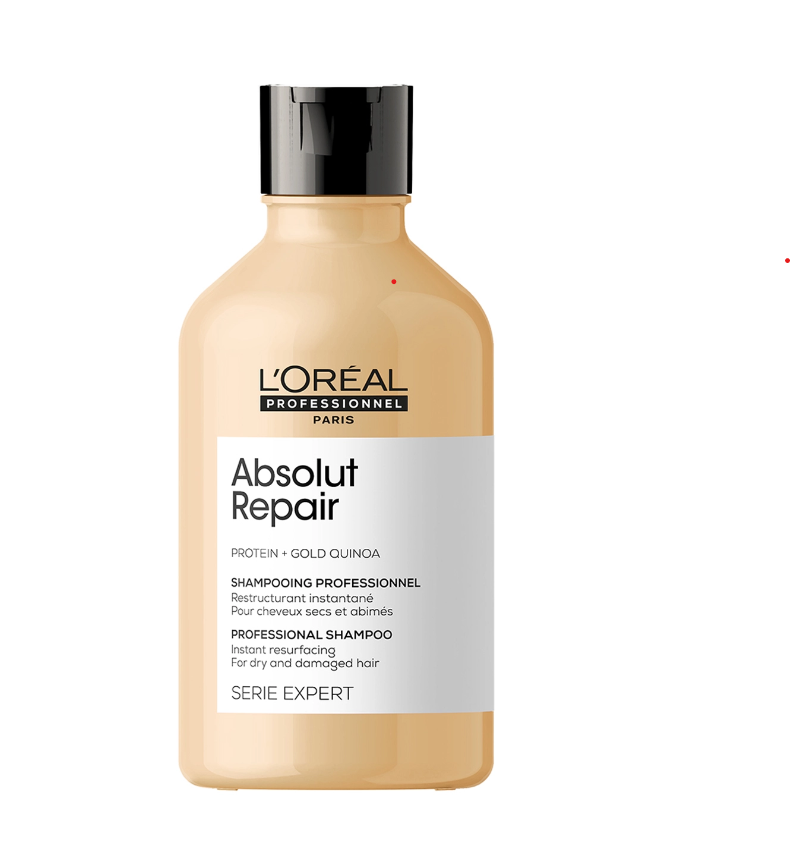 L'ORÉAL
PROFESSIONNEL
PARIS
Absolut
Repair
PROTEIN + GOLD QUINOA
SHAMPOOING PROFESSIONNEL
Restructurant instantané
Pour cheveux secs et abimés
PROFESSIONAL SHAMPOO
Instant resurfacing
For dry and damaged hair
SERIE EXPERT